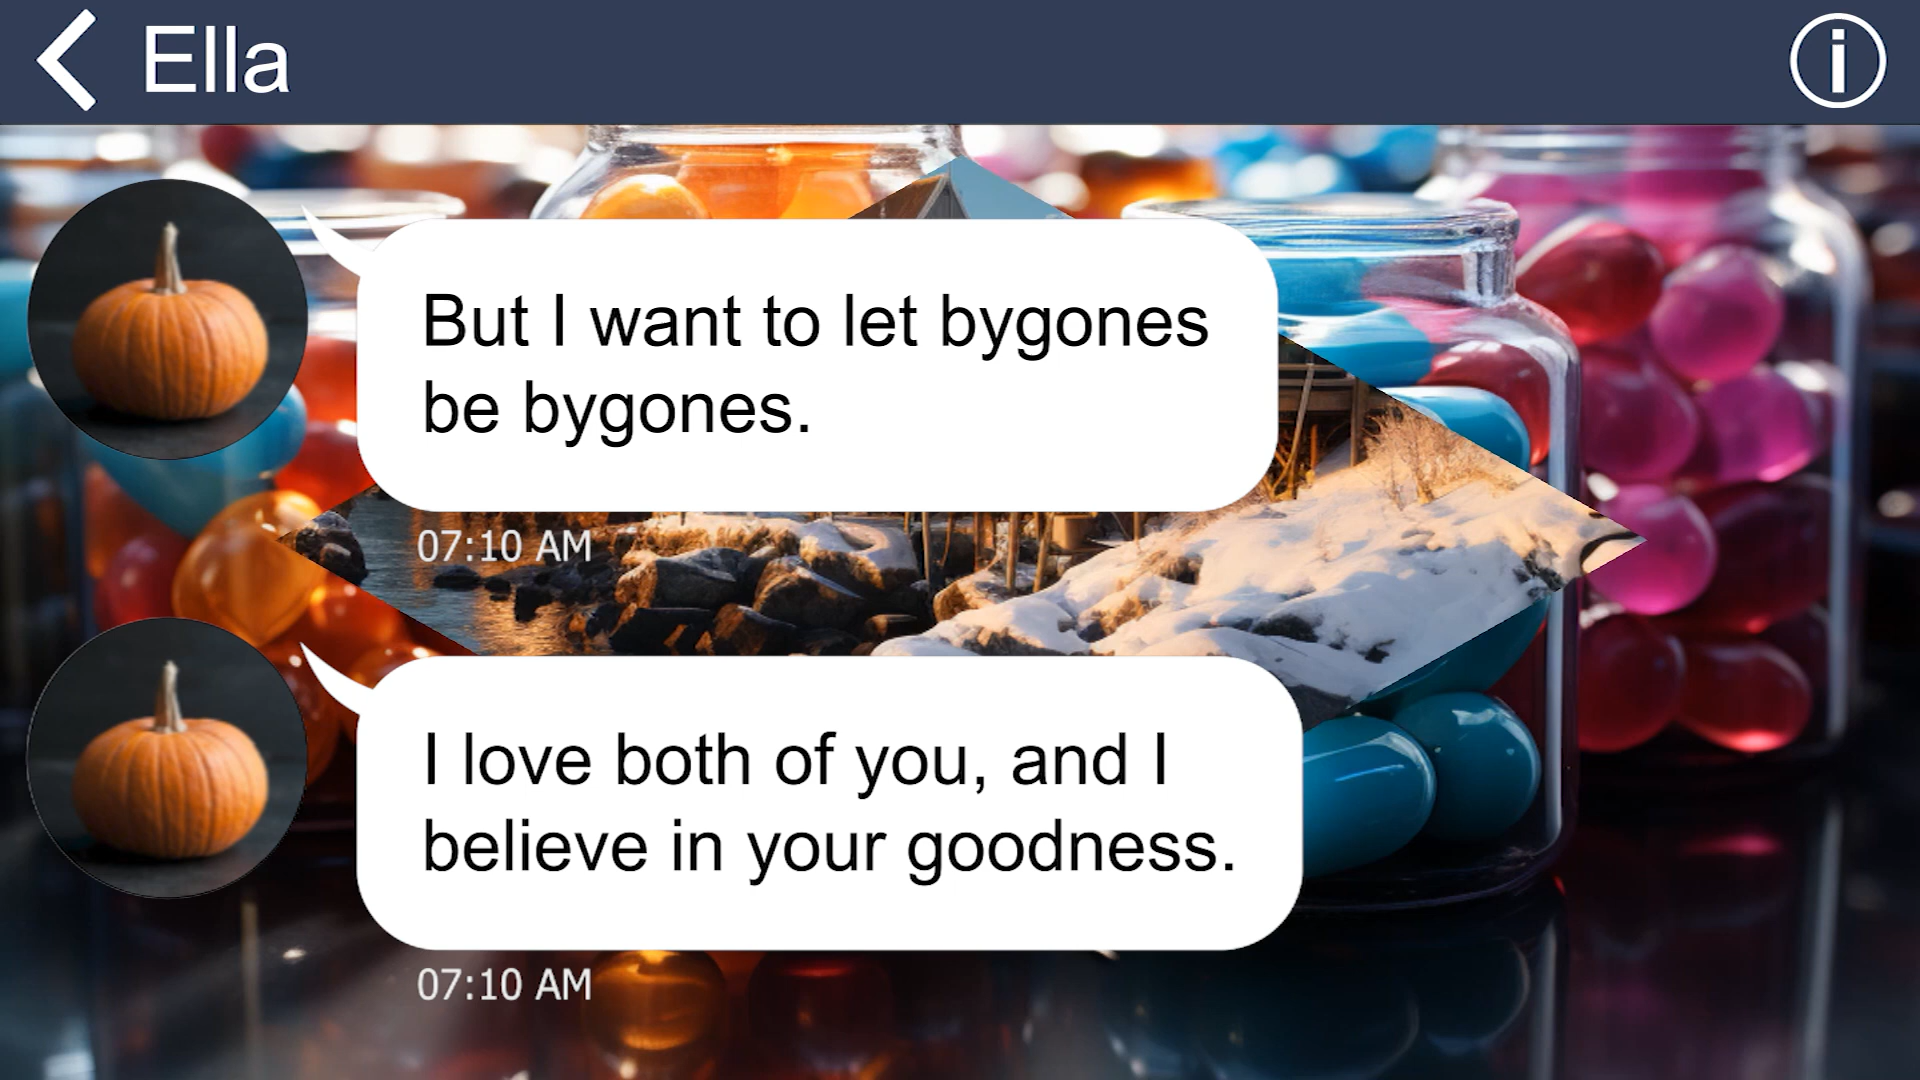 Ella
But I want to let bygones
be bygones.
07:10 AM
I love both of you, and I
believe in your goodness.
07:10 AM